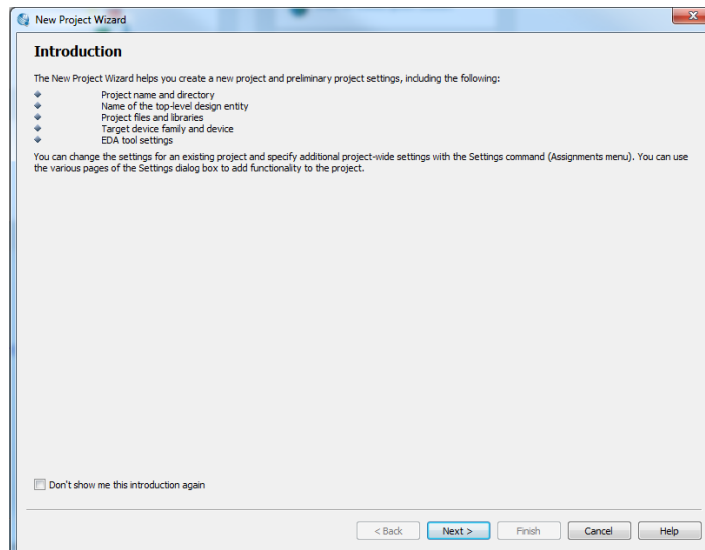 New Project Wizard
Introduction
The New Project Wizard helps you create a new project and preliminary project settings, including the following:
Project name and directory
Name of the top-level design entity
Project files and libraries
Target device family and device
EDA tool settings
You can change the settings for an existing project and specify additional project-wide settings with the Settings command (Assignments menu). You can use
the various pages of the Settings dialog box to add functionality to the project.
Don't show me this introduction again
< Back Next > Finish Cancel Help